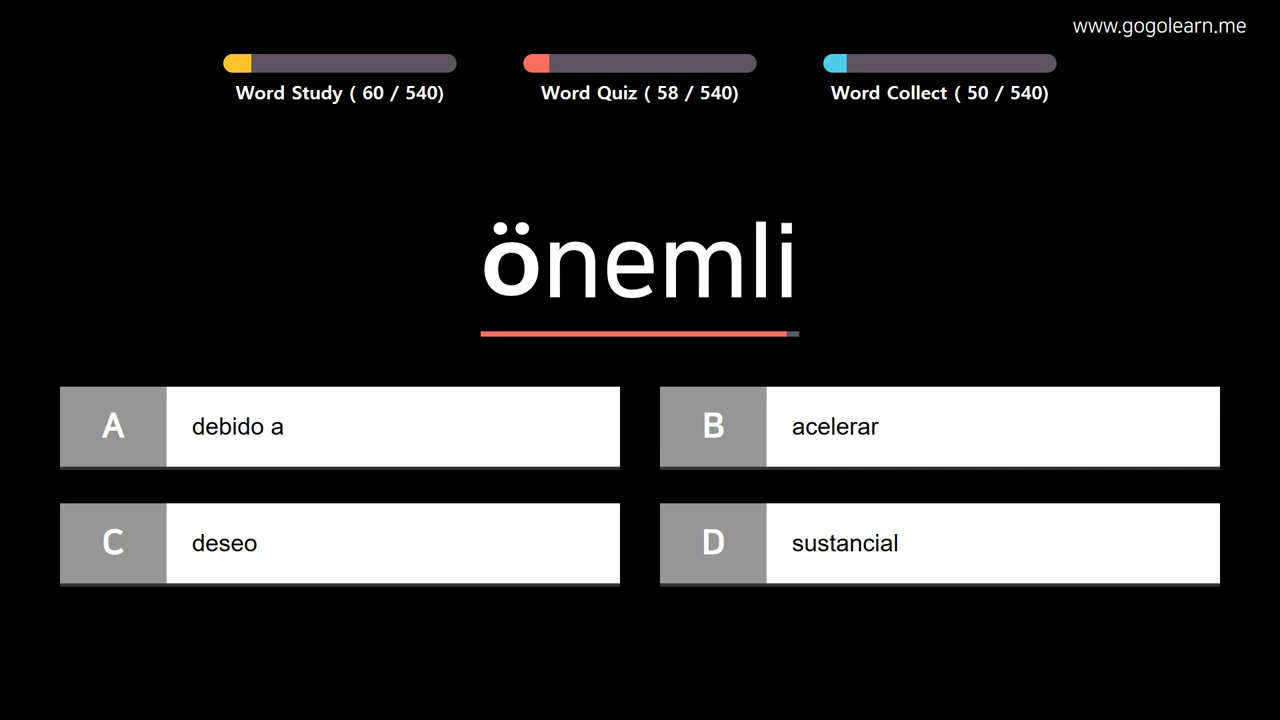 www.gogolearn.me
Word Study ( 60 / 540)
Word Quiz ( 58 / 540)
Word Collect ( 50 / 540)
önemli
A debido a
B acelerar
C deseo
D sustancial